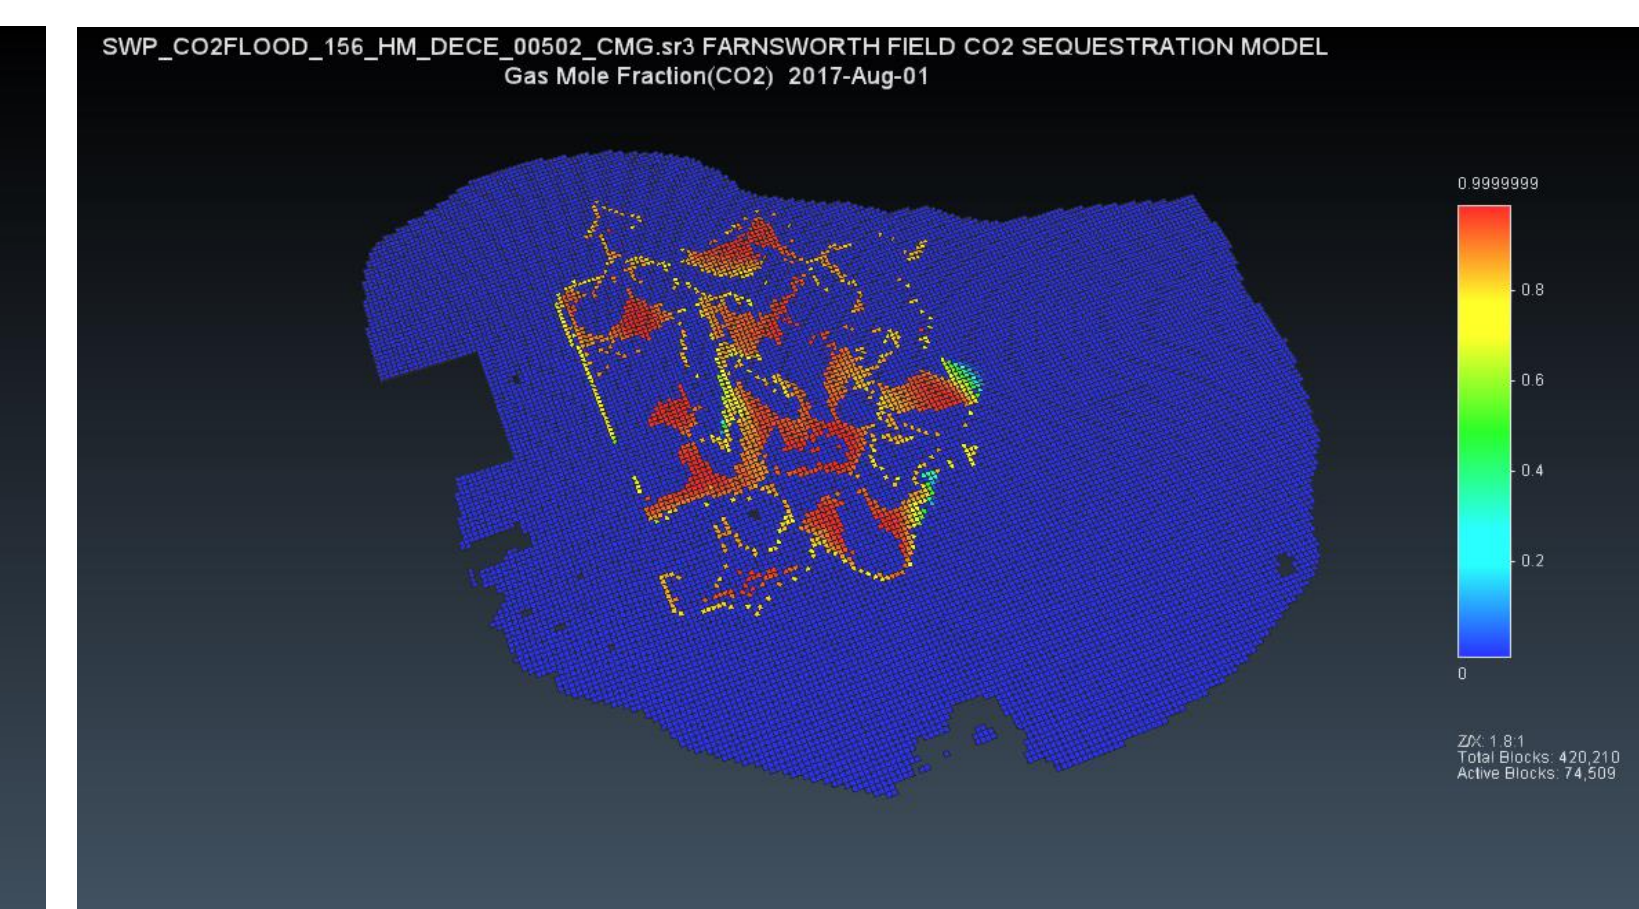 SWP_CO2FLOOD_156_HM_DECE_00502_CMG.sr3 FARNSWORTH FIELD CO2 SEQUESTRATION MODEL
Gas Mole Fraction(CO2) 2017-Aug-01
0.9999999
0.8
0.6
0.4
0.2
0
Z/X: 1.8:1
Total Blocks: 420,210
Active Blocks: 74,509